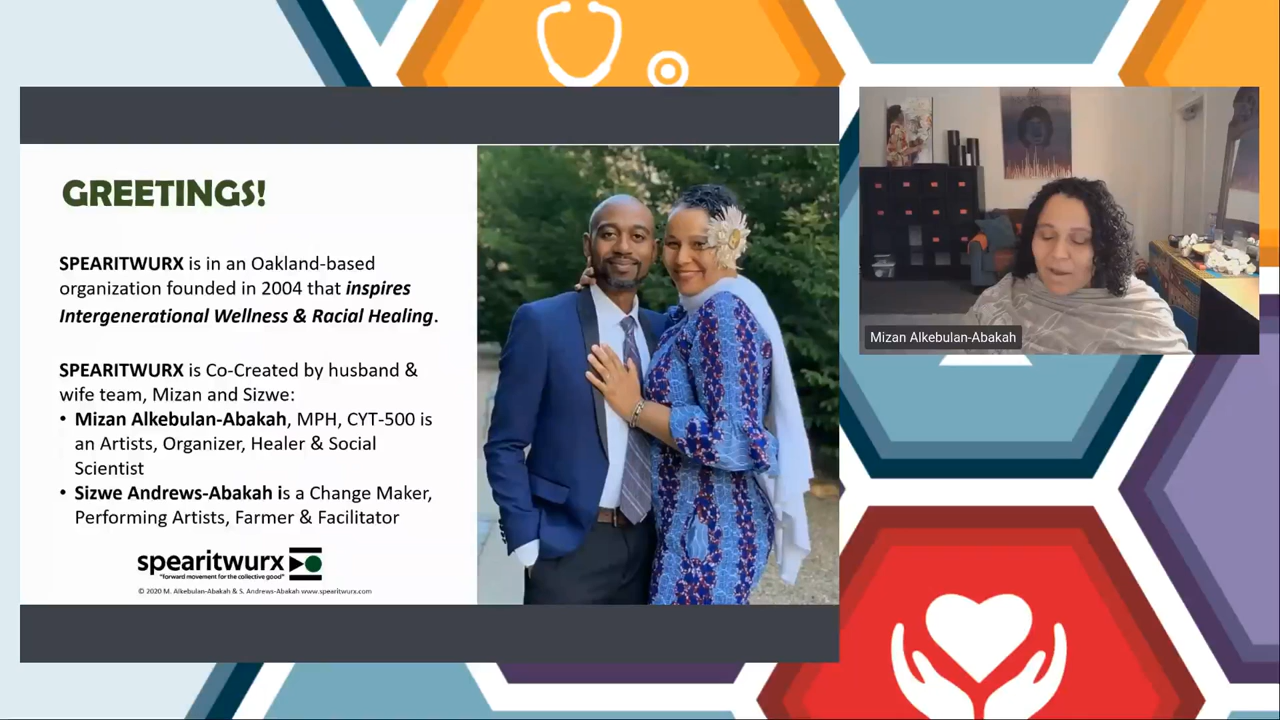 GREETINGS!
SPEARITWURX is in an Oakland-based
organization founded in 2004 that inspires
Intergenerational Wellness & Racial Healing.
SPEARITWURX is Co-Created by husband &
wife team, Mizan and Sizwe:
• Mizan Alkebulan-Abakah, MPH, CYT-500 is
an Artists, Organizer, Healer & Social
Scientist
• Sizwe Andrews-Abakah is a Change Maker,
Performing Artists, Farmer & Facilitator
spearitwurx
"forward movement for the collective good"
© 2020 M. Alkebulan-Abakah & S. Andrews-Abakah www.spearitwurx.com
Mizan Alkebulan-Abakah